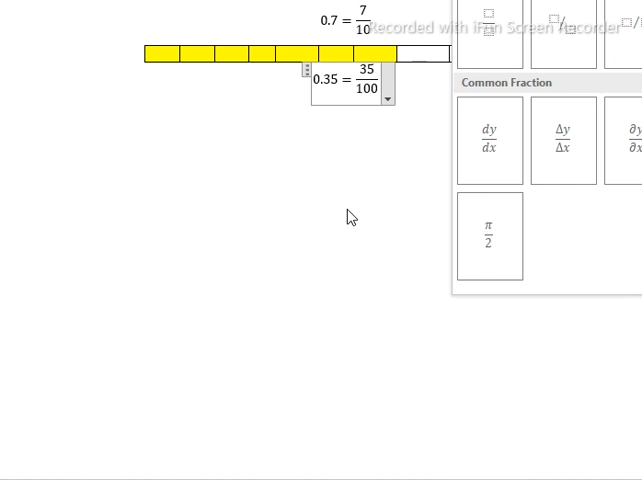 0.7 = 7/10
Recorded with iFun Screen Recorder
0.35 = 35/100
Common Fraction
dy/dx
Δy/Δx
∂y/∂x
π/2